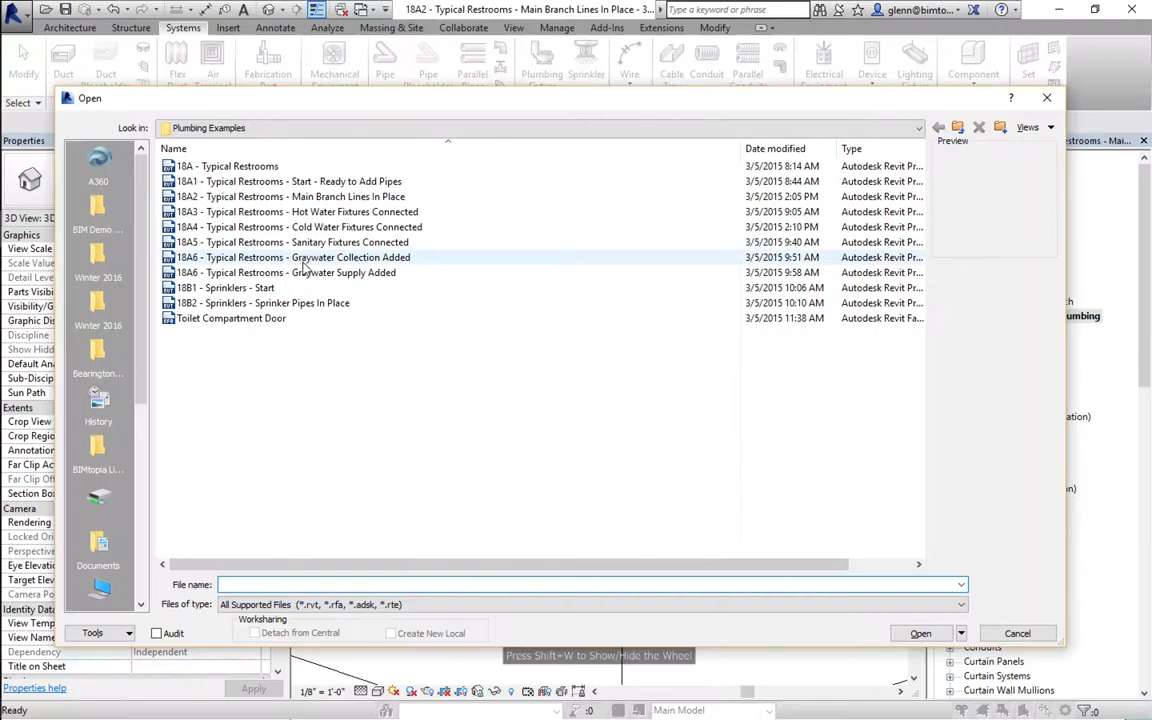 18A2 - Typical Restrooms - Main Branch Lines In Place - 3...
Type a keyword or phrase
glenn@bimto...
Architecture Structure Systems Insert Annotate Analyze Massing & Site Collaborate View Manage Add-Ins Extensions Modify
Modify Duct Duct Flex Air Fabrication Mechanical Pipe Pipe Parallel Plumbing Sprinkler Wire Cable Conduit Parallel Electrical Device Lighting Component Set
Select
Open
Properties
Look in: Plumbing Examples Views
estrooms - Mai...
Name Date modified Type Preview
A360
18A - Typical Restrooms 3/5/2015 8:14 AM Autodesk Revit Pr...
18A1 - Typical Restrooms - Start - Ready to Add Pipes 3/5/2015 8:44 AM Autodesk Revit Pr...
18A2 - Typical Restrooms - Main Branch Lines In Place 3/5/2015 2:05 PM Autodesk Revit Pr...
18A3 - Typical Restrooms - Hot Water Fixtures Connected 3/5/2015 9:05 AM Autodesk Revit Pr...
18A4 - Typical Restrooms - Cold Water Fixtures Connected 3/5/2015 2:10 PM Autodesk Revit Pr...
18A5 - Typical Restrooms - Sanitary Fixtures Connected 3/5/2015 9:40 AM Autodesk Revit Pr...
18A6 - Typical Restrooms - Graywater Collection Added 3/5/2015 9:51 AM Autodesk Revit Pr...
18A6 - Typical Restrooms - Graywater Supply Added 3/5/2015 9:58 AM Autodesk Revit Pr...
18B1 - Sprinklers - Start 3/5/2015 10:06 AM Autodesk Revit Pr...
18B2 - Sprinklers - Sprinker Pipes In Place 3/5/2015 10:10 AM Autodesk Revit Pr...
Toilet Compartment Door 3/5/2015 11:38 AM Autodesk Revit Fa...
BIM Demo ...
Winter 2016
Winter 2016
Bearington...
History
BIMtopia Li...
Documents
3D View: 3D
Graphics
View Scale
Scale Value
Detail Level
Parts Visibi
Visibility/G
Graphic Dis
Discipline
Show Hidd
Default Ana
Sub-Discip
Sun Path
Extents
Crop View
Crop Regio
Annotation
Far Clip Act
Far Clip Off
Section Box
Camera
Rendering
Locked Orie
Perspective
Eye Elevatio
Target Elev
Camera Po
Identity Data
View Temp
View Name
Dependency Independent
Title on Sheet
Properties help
Apply
umbing
ation)
on)
File name:
Files of type: All Supported Files (*.rvt, *.rfa, *.adsk, *.rte)
Worksharing
Tools Audit Detach from Central Create New Local Open Cancel
Press Shift+W to Show/Hide the Wheel
Conduits
Curtain Panels
Curtain Systems
Curtain Wall Mullions
1/8" = 1'-0"
Ready
:0
Main Model
:0